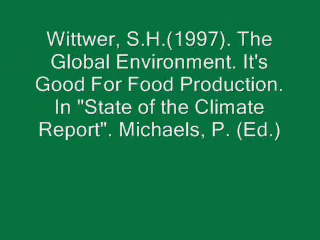 Wittwer, S.H.(1997). The
Global Environment. It's
Good For Food Production.
In "State of the Climate
Report". Michaels, P. (Ed.)